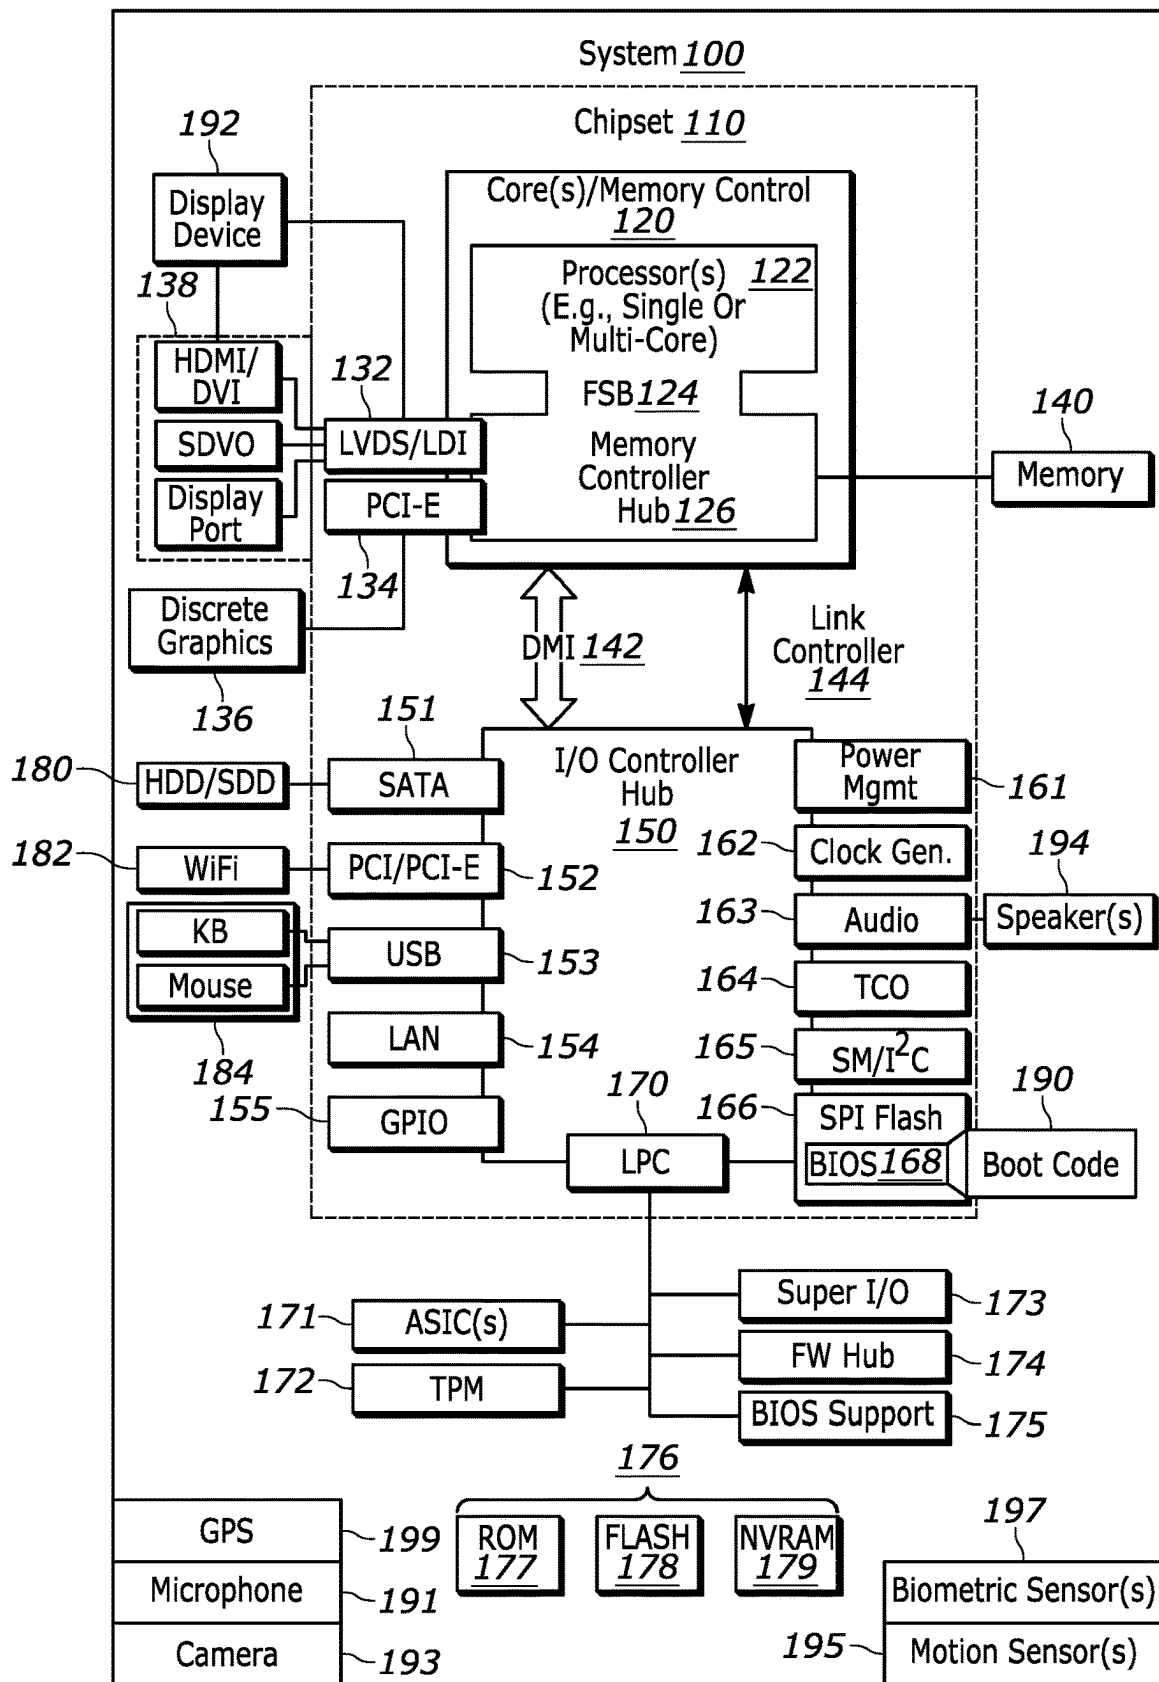 System 100
Chipset 110
192
Display
Device
Core(s)/Memory Control
120
Processor(s) 122
(E.g., Single Or
Multi-Core)
FSB 124
Memory
Controller
Hub 126
138
HDMI/
DVI
SDVO
Display
Port
132
LVDS/LDI
PCI-E
134
140
Memory
Discrete
Graphics
136
DMI 142
Link
Controller
144
151
180
HDD/SDD
SATA
I/O Controller
Hub
150
Power
Mgmt
161
182
WiFi
PCI/PCI-E
152
162
Clock Gen.
194
KB
Mouse
184
USB
153
163
Audio
Speaker(s)
164
TCO
LAN
154
165
SM/I2C
155
GPIO
170
LPC
166
SPI Flash
BIOS 168
190
Boot Code
171
ASIC(s)
172
TPM
Super I/O
173
FW Hub
174
BIOS Support
175
176
ROM
177
FLASH
178
NVRAM
179
GPS
199
Microphone
191
Camera
193
197
Biometric Sensor(s)
195
Motion Sensor(s)